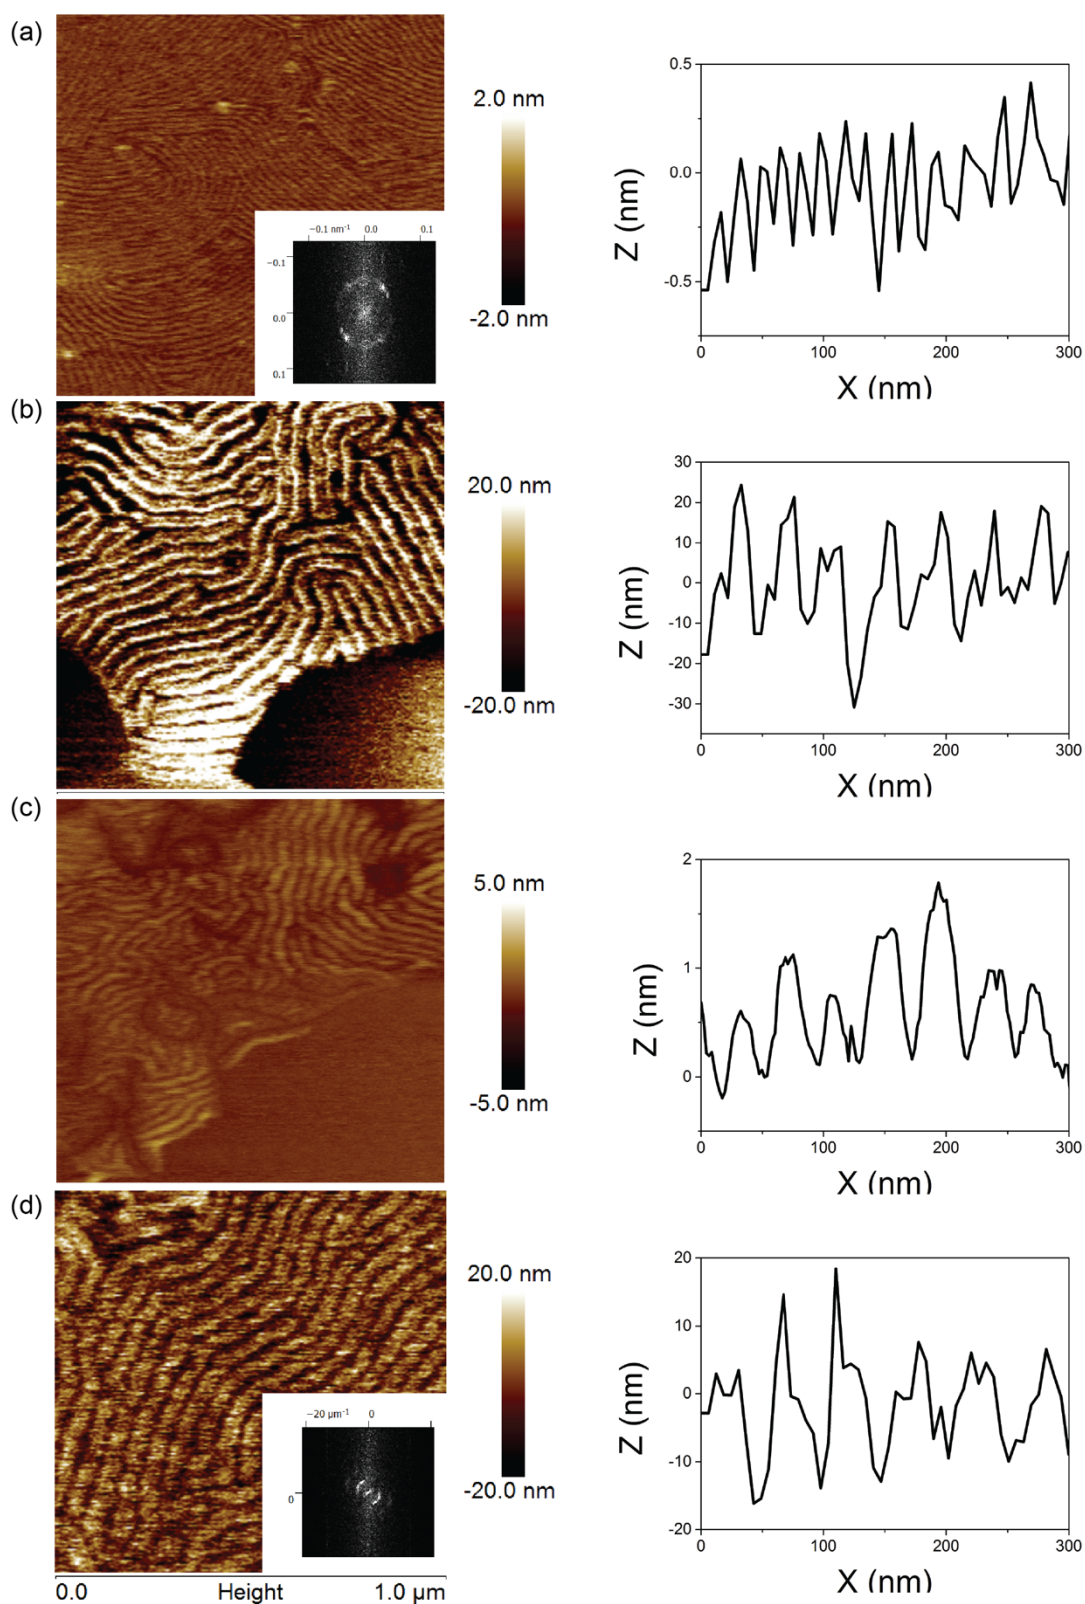 (a)
2.0 nm
-2.0 nm
−0.1 nm⁻¹ 0.0 0.1
−0.1
0.0
0.1
0.5
0.0
-0.5
Z (nm)
0 100 200 300
X (nm)
(b)
20.0 nm
-20.0 nm
30
20
10
0
-10
-20
-30
Z (nm)
0 100 200 300
X (nm)
(c)
5.0 nm
-5.0 nm
2
1
0
Z (nm)
0 100 200 300
X (nm)
(d)
20.0 nm
-20.0 nm
−20 µm⁻¹ 0
0
20
10
0
-10
-20
Z (nm)
0 100 200 300
X (nm)
0.0 Height 1.0 µm